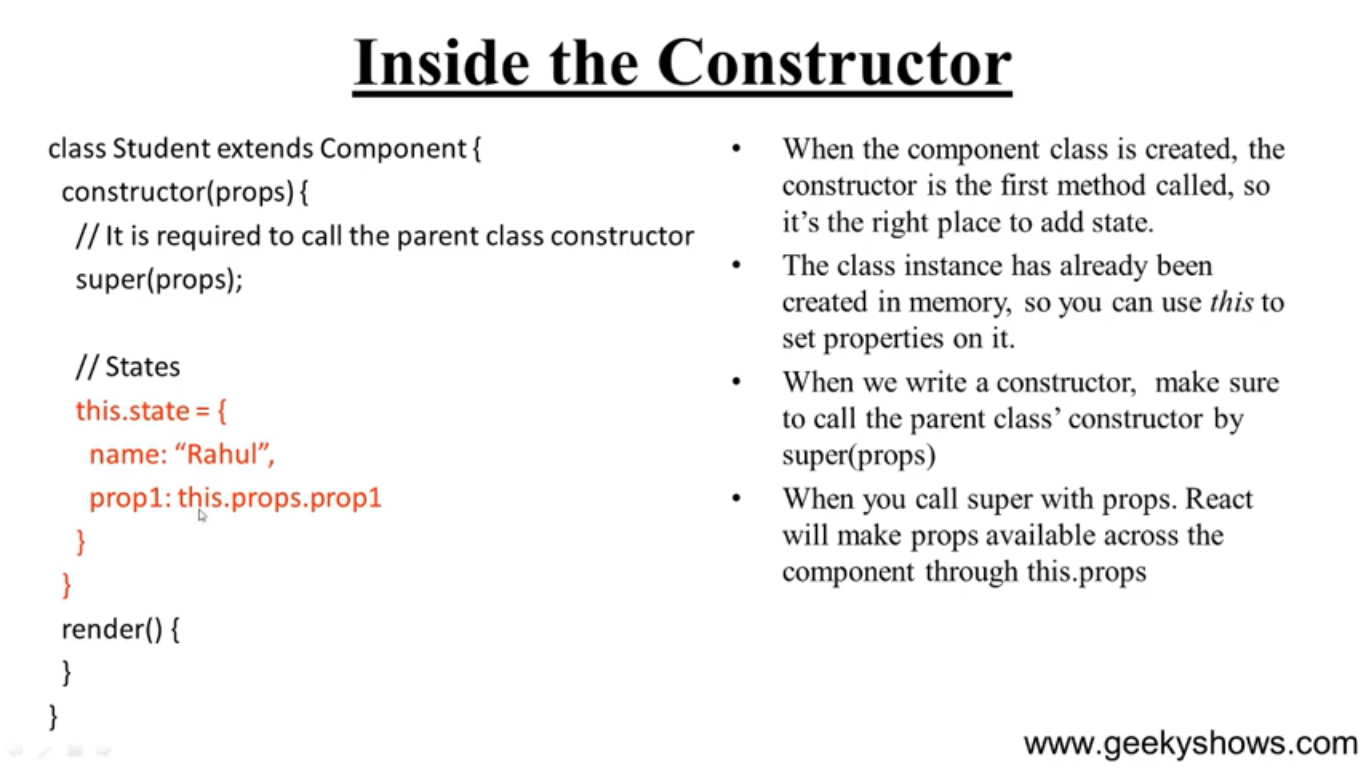 Inside the Constructor
class Student extends Component {
constructor(props) {
// It is required to call the parent class constructor
super(props);
// States
this.state = {
name: “Rahul”,
prop1: this.props.prop1
}
}
render() {
}
}
• When the component class is created, the
constructor is the first method called, so
it’s the right place to add state.
• The class instance has already been
created in memory, so you can use this to
set properties on it.
• When we write a constructor, make sure
to call the parent class’ constructor by
super(props)
• When you call super with props. React
will make props available across the
component through this.props
www.geekyshows.com